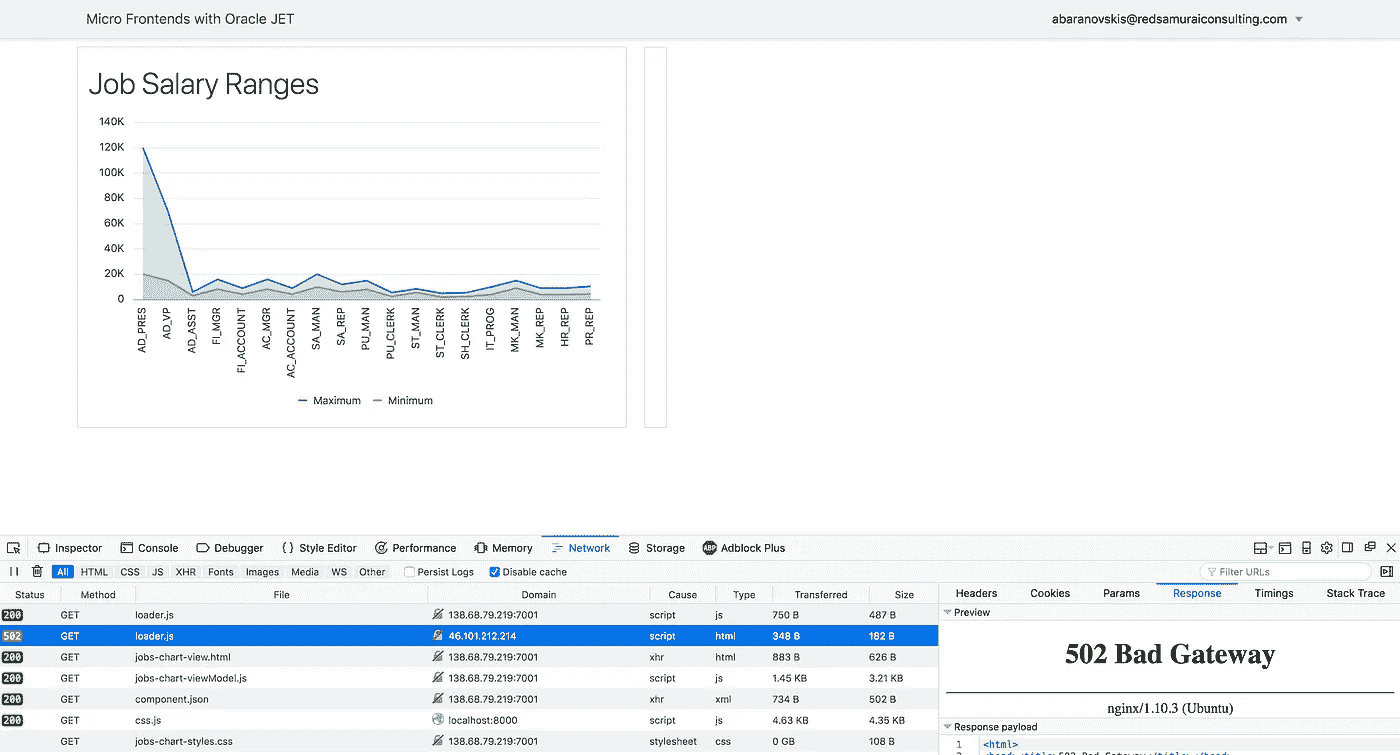 Micro Frontends with Oracle JET abaranovskis@redsamuraiconsulting.com
Job Salary Ranges
140K
120K
100K
80K
60K
40K
20K
0
AD_PRES AD_VP AD_ASST FI_MGR FI_ACCOUNT AC_MGR AC_ACCOUNT SA_MAN SA_REP PU_MAN PU_CLERK ST_MAN ST_CLERK SH_CLERK IT_PROG MK_MAN MK_REP HR_REP PR_REP
Maximum Minimum
Inspector Console Debugger { } Style Editor Performance Memory Network Storage ABP Adblock Plus
All HTML CSS JS XHR Fonts Images Media WS Other Persist Logs Disable cache Filter URLs
Status Method File Domain Cause Type Transferred Size
200 GET loader.js 138.68.79.219:7001 script js 750 B 487 B
502 GET loader.js 46.101.212.214 script html 348 B 182 B
200 GET jobs-chart-view.html 138.68.79.219:7001 xhr html 883 B 626 B
200 GET jobs-chart-viewModel.js 138.68.79.219:7001 script js 1.45 KB 3.21 KB
200 GET component.json 138.68.79.219:7001 xhr xml 734 B 502 B
200 GET css.js localhost:8000 script js 4.63 KB 4.35 KB
GET jobs-chart-styles.css 138.68.79.219:7001 stylesheet css 0 GB 108 B
Headers Cookies Params Response Timings Stack Trace
Preview
502 Bad Gateway
nginx/1.10.3 (Ubuntu)
Response payload
1 <html>